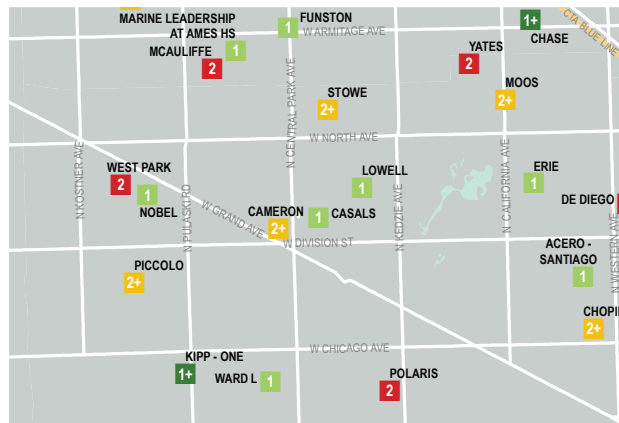 MARINE LEADERSHIP
AT AMES HS
1
FUNSTON
1
W ARMITAGE AVE
1+
CHASE
CTA BLUE LINE
MCAULIFFE
2
YATES
2
MOOS
2+
STOWE
2+
N CENTRAL PARK AVE
W NORTH AVE
N KOSTNER AVE
N PULASKI RD
N KEDZIE AVE
N CALIFORNIA AVE
N WESTERN AVE
WEST PARK
2
1
NOBEL
W GRAND AVE
LOWELL
1
ERIE
1
DE DIEGO
CAMERON
2+
1
CASALS
W DIVISION ST
ACERO -
SANTIAGO
1
PICCOLO
2+
CHOPI
2+
W CHICAGO AVE
KIPP - ONE
1+
WARD L
1
POLARIS
2